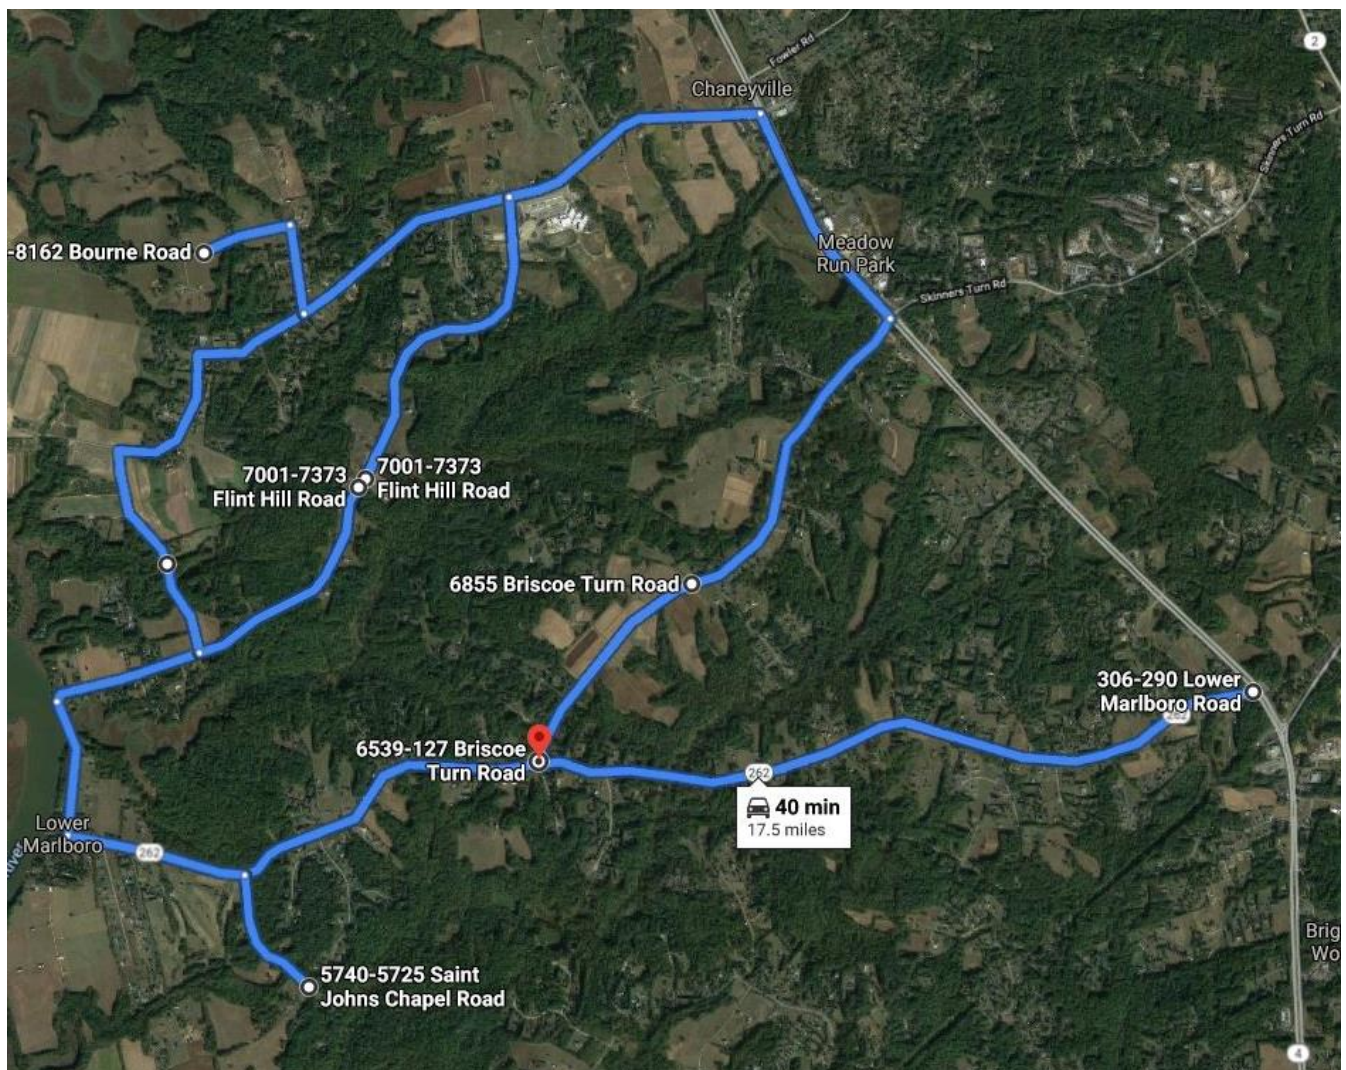 2
Fowler Rd
Chaneyville
Skinners Turn Rd
-8162 Bourne Road
Meadow
Run Park
Skinners Turn Rd
7001-7373
Flint Hill Road
7001-7373
Flint Hill Road
6855 Briscoe Turn Road
306-290 Lower
Marlboro Road
262
6539-127 Briscoe
Turn Road
262
40 min
17.5 miles
Lower
Marlboro
262
Brig
Wo
5740-5725 Saint
Johns Chapel Road
4